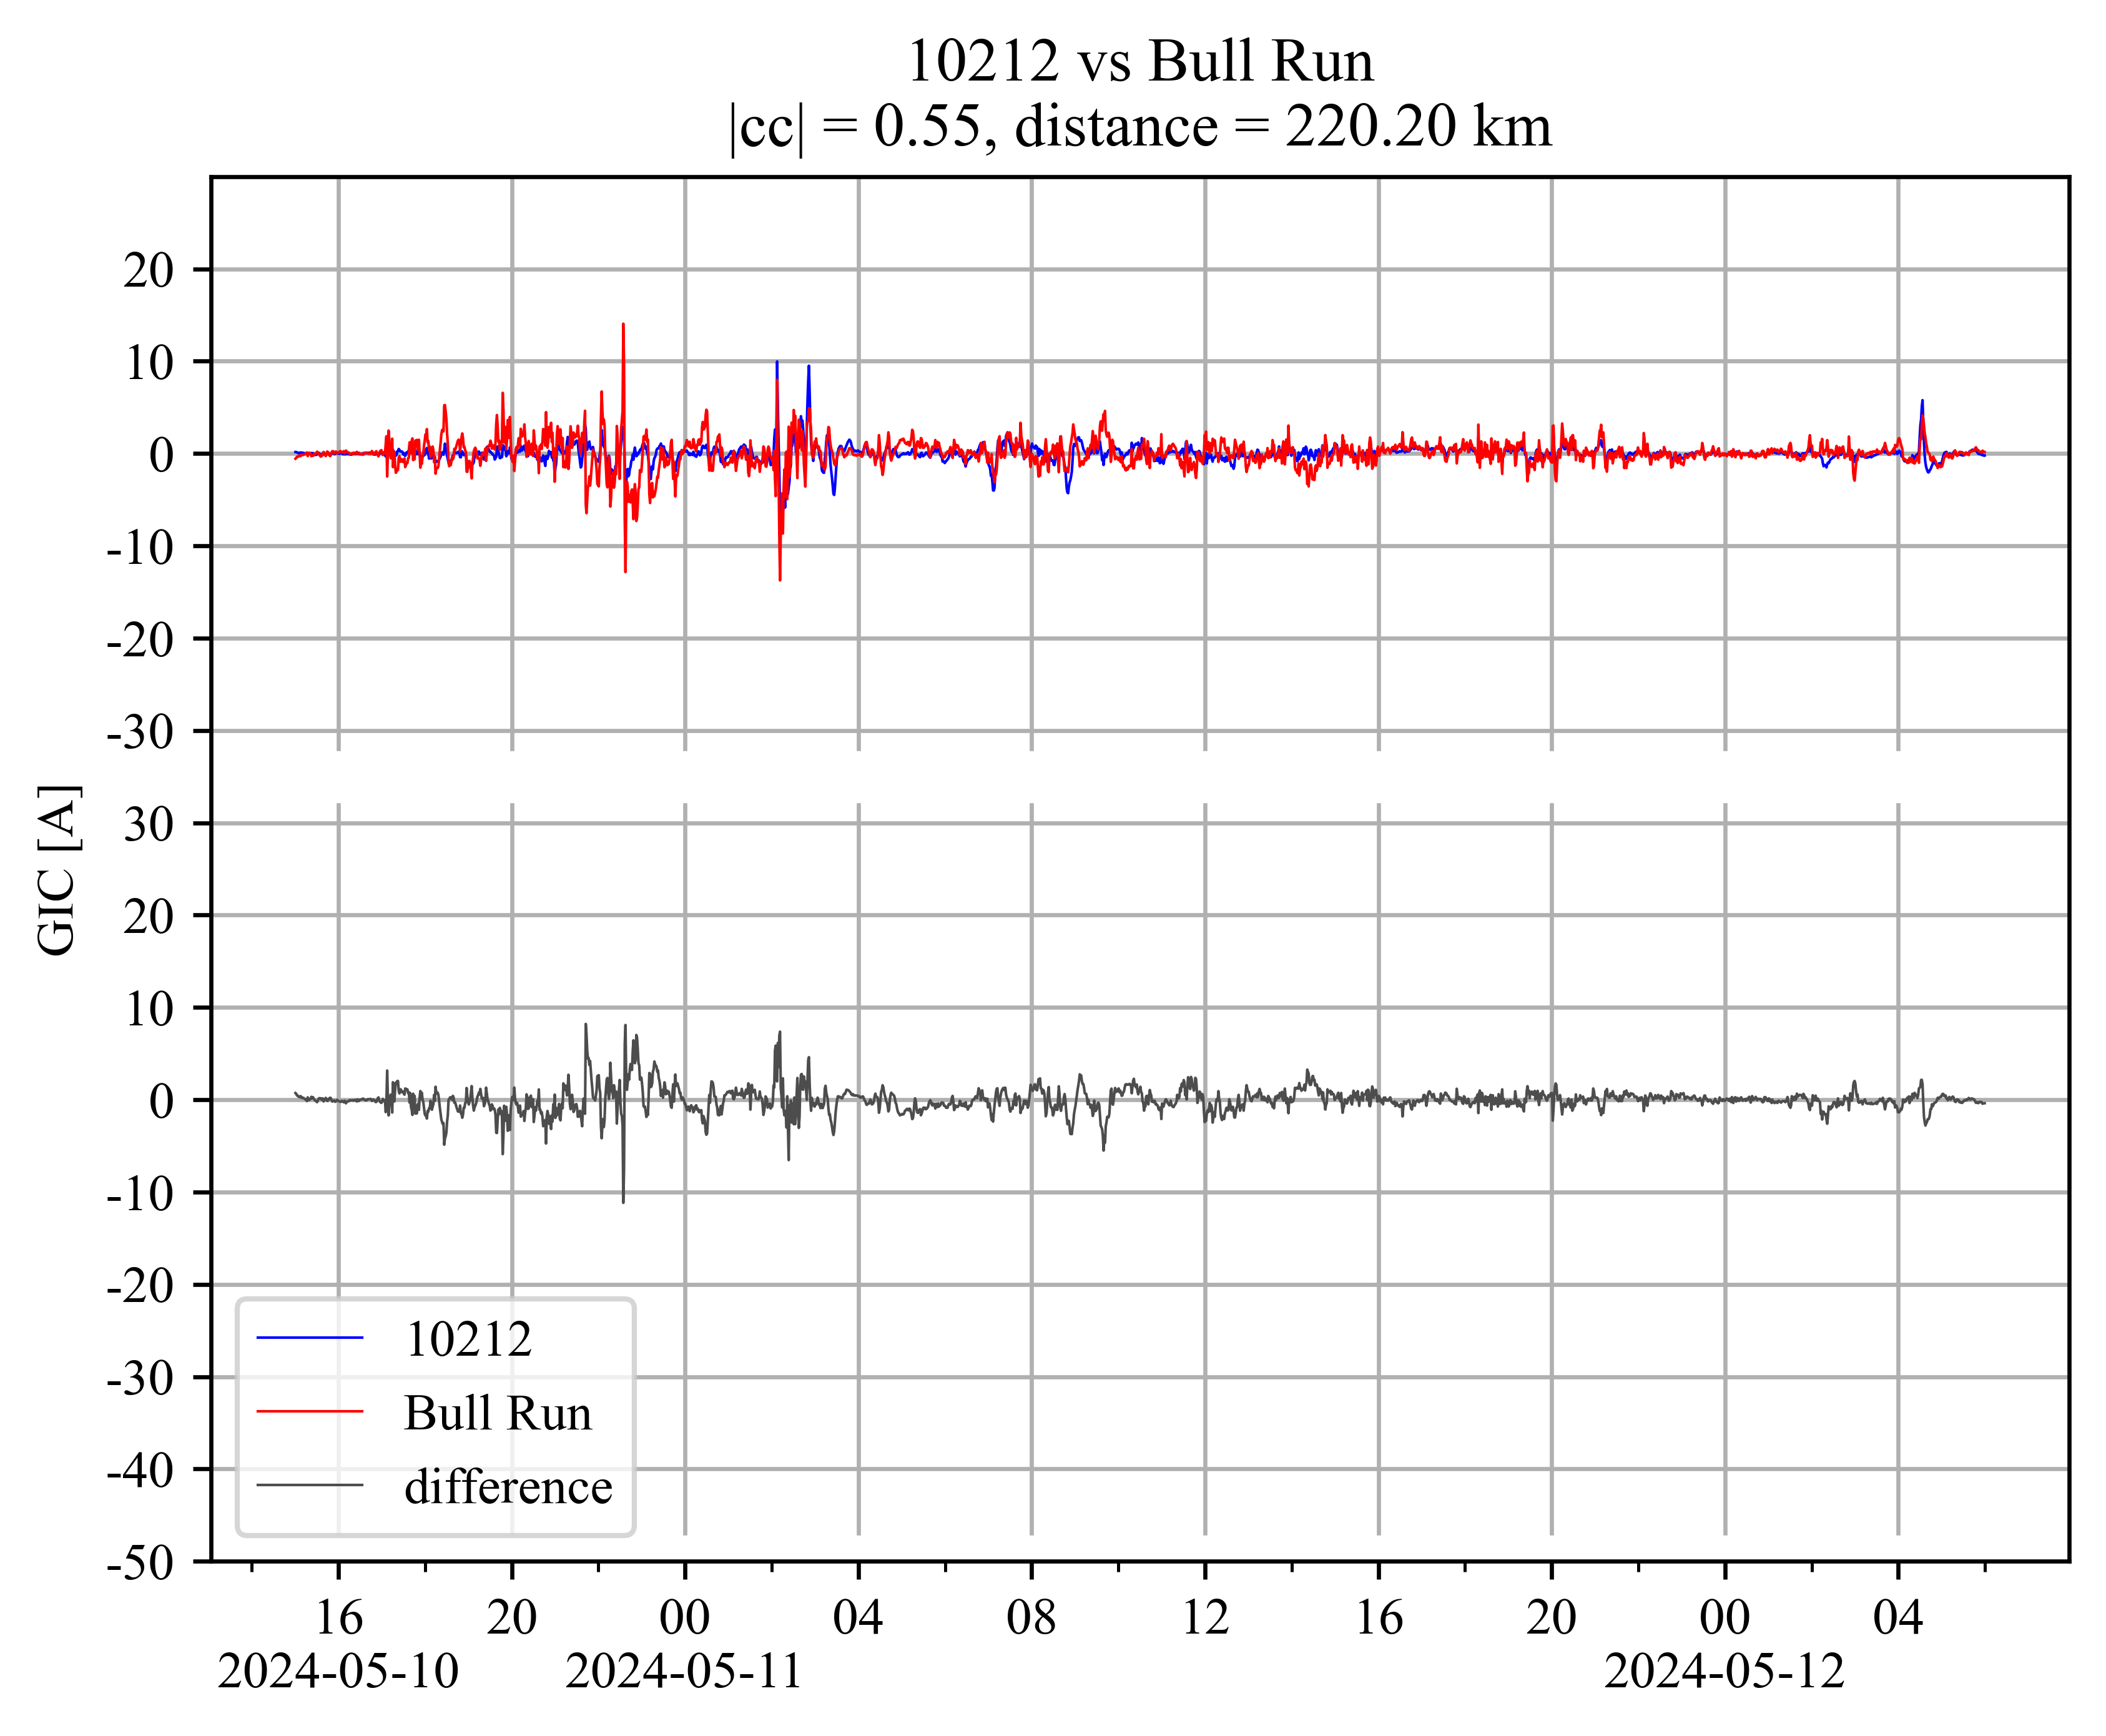 10212 vs Bull Run
|cc| = 0.55, distance = 220.20 km
20
10
0
-10
-20
-30
30
20
10
0
-10
-20
-30
-40
-50
GIC [A]
10212
Bull Run
difference
16 20 00 04 08 12 16 20 00 04
2024-05-10 2024-05-11 2024-05-12